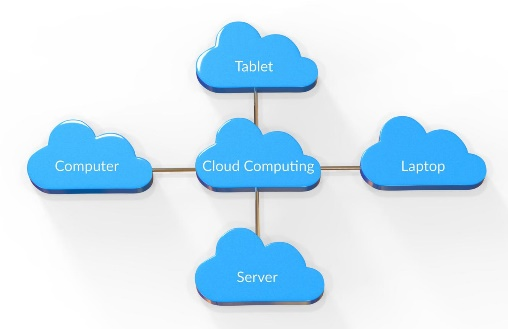 Tablet
Computer
Cloud Computing
Laptop
Server